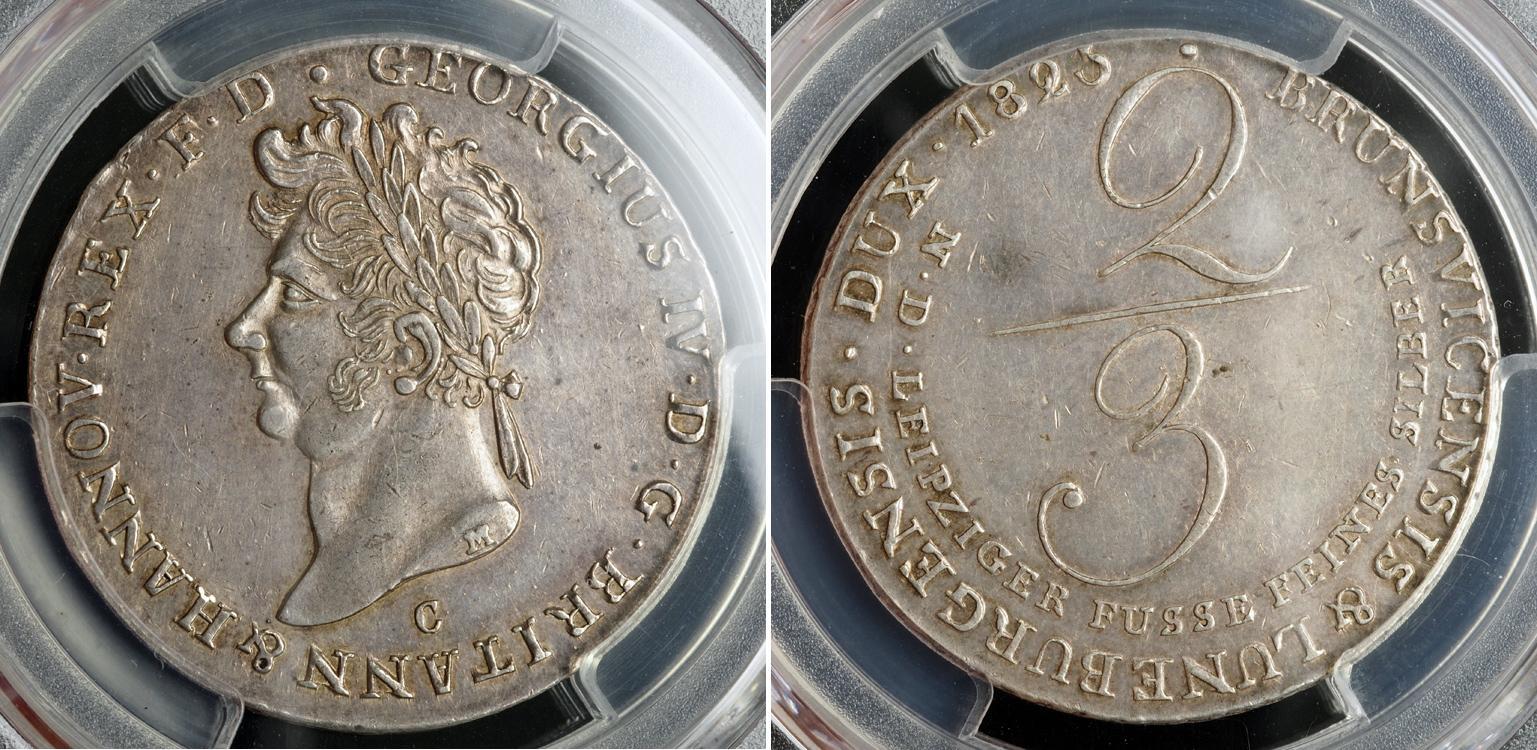 GEORGIUS IV · D · G · BRITANN & HANNOV · REX · F · D ·
M
C
BRUNSVICENSIS & LUNEBURGENSIS · DUX · 1823 ·
N · D · LEIPZIGER FUSSE FEINES SILBER
2
3